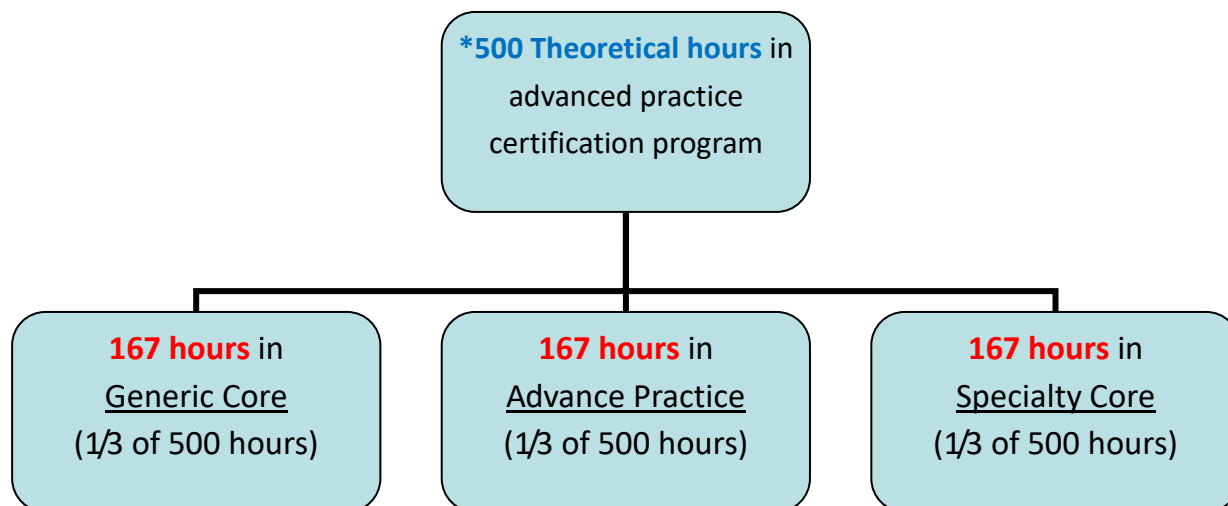 *500 Theoretical hours in
advanced practice
certification program
167 hours in
Generic Core
(1/3 of 500 hours)
167 hours in
Advance Practice
(1/3 of 500 hours)
167 hours in
Specialty Core
(1/3 of 500 hours)